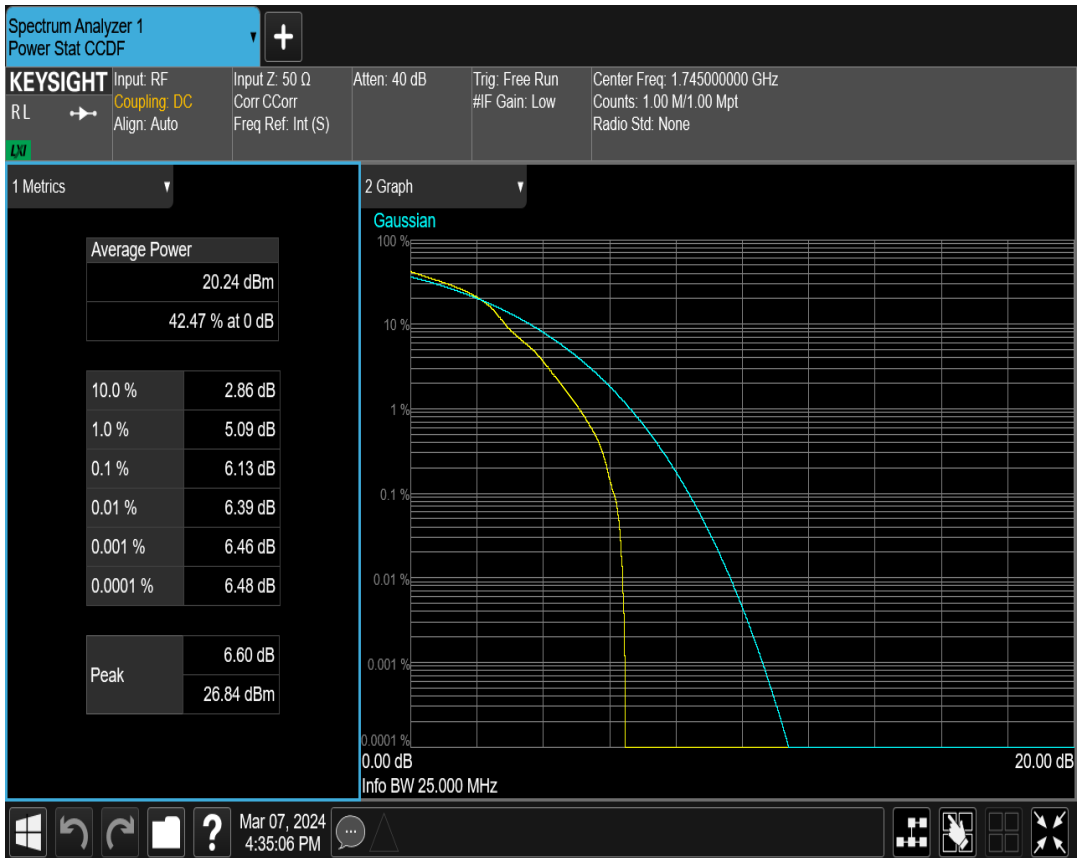 Spectrum Analyzer 1
Power Stat CCDF
+
KEYSIGHT
RL
LXI
Input: RF
Coupling: DC
Align: Auto
Input Z: 50 Ω
Corr CCorr
Freq Ref: Int (S)
Atten: 40 dB
Trig: Free Run
#IF Gain: Low
Center Freq: 1.745000000 GHz
Counts: 1.00 M/1.00 Mpt
Radio Std: None
1 Metrics
Average Power
20.24 dBm
42.47 % at 0 dB
10.0 % 2.86 dB
1.0 % 5.09 dB
0.1 % 6.13 dB
0.01 % 6.39 dB
0.001 % 6.46 dB
0.0001 % 6.48 dB
Peak
6.60 dB
26.84 dBm
2 Graph
Gaussian
100 %
10 %
1 %
0.1 %
0.01 %
0.001 %
0.0001 %
0.00 dB 20.00 dB
Info BW 25.000 MHz
?
Mar 07, 2024
4:35:06 PM